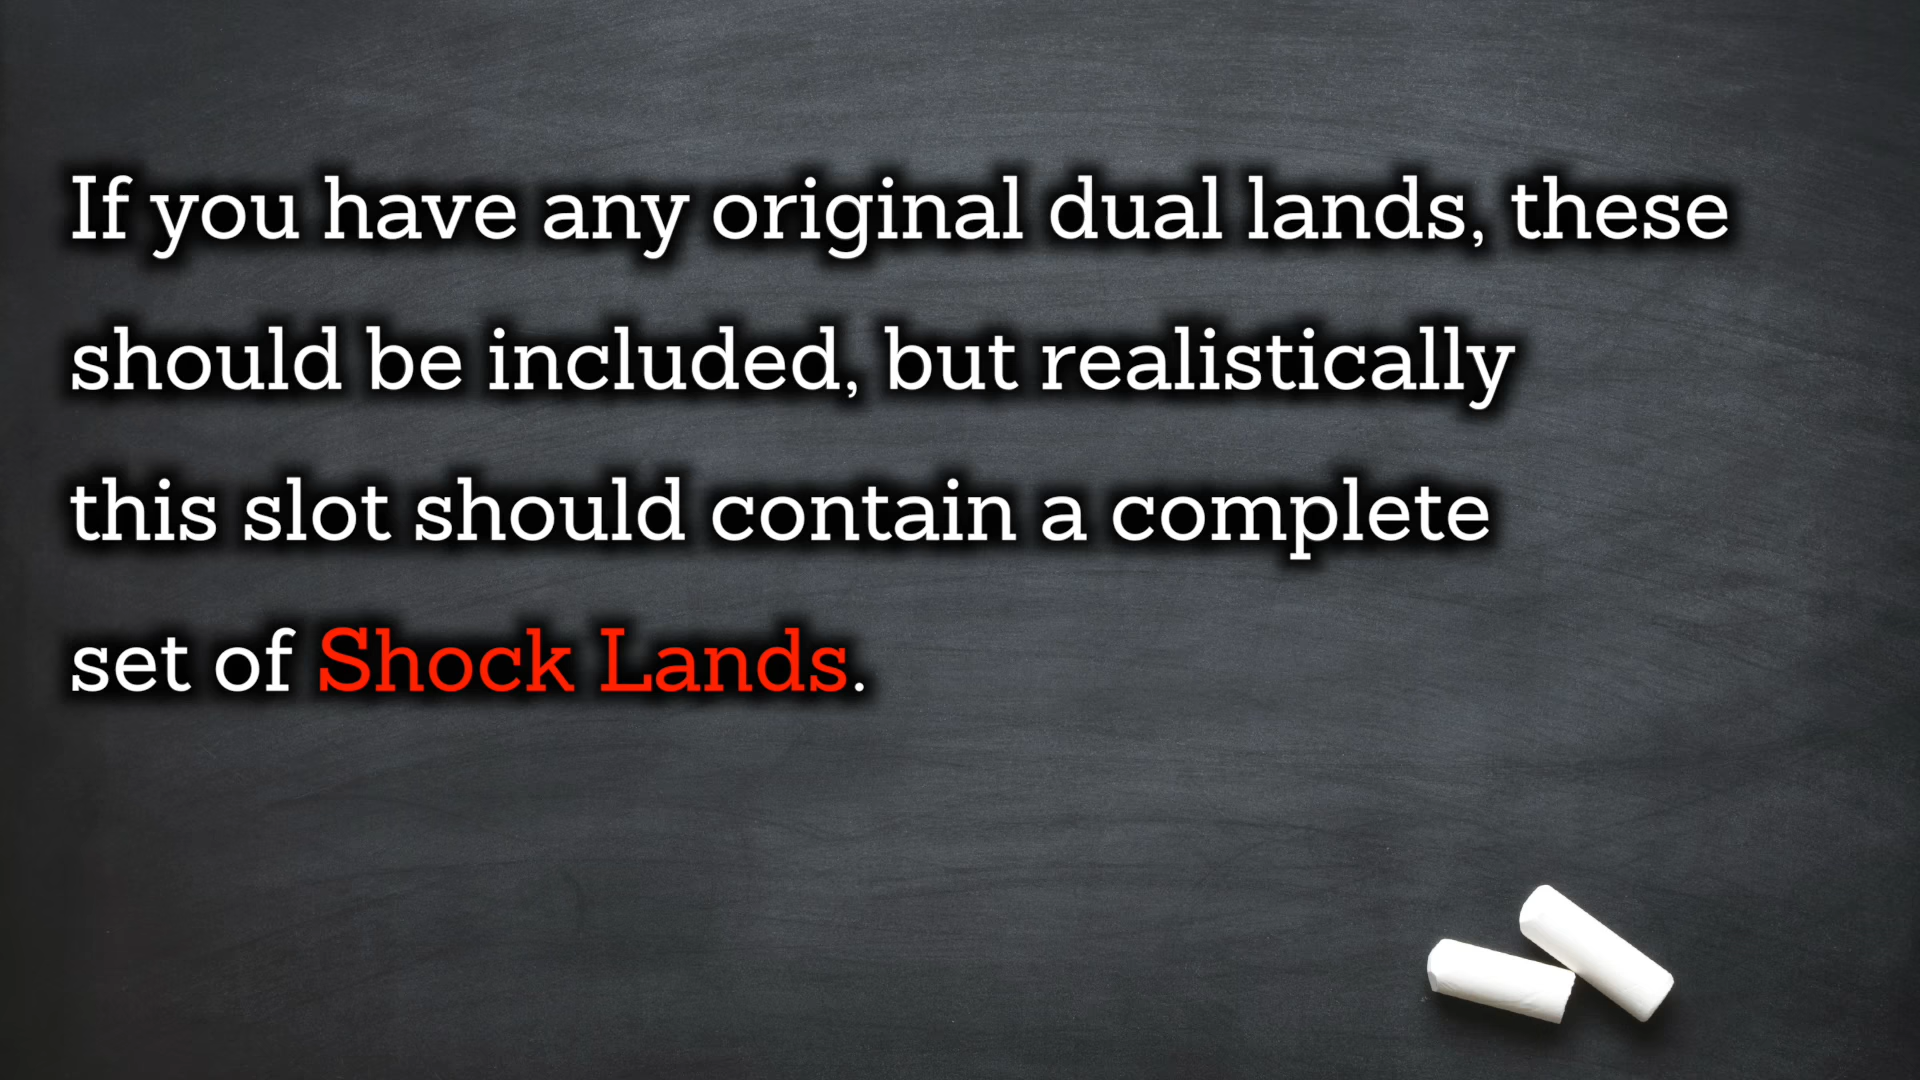 If you have any original dual lands, these
should be included, but realistically
this slot should contain a complete
set of Shock Lands.